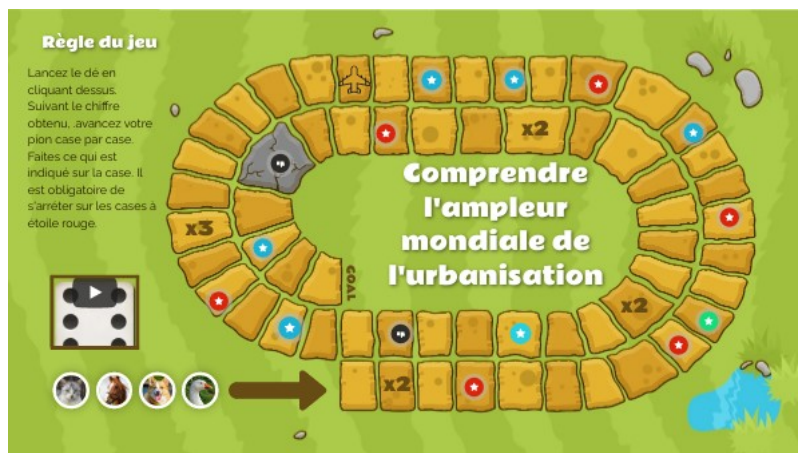 Règle du jeu
Lancez le dé en
cliquant dessus.
Suivant le chiffre
obtenu, .avancez votre
pion case par case.
Faites ce qui est
indiqué sur la case. Il
est obligatoire de
s'arrêter sur les cases à
étoile rouge.
x2
Comprendre
l'ampleur
mondiale de
l'urbanisation
x3
GOAL
x2
x2